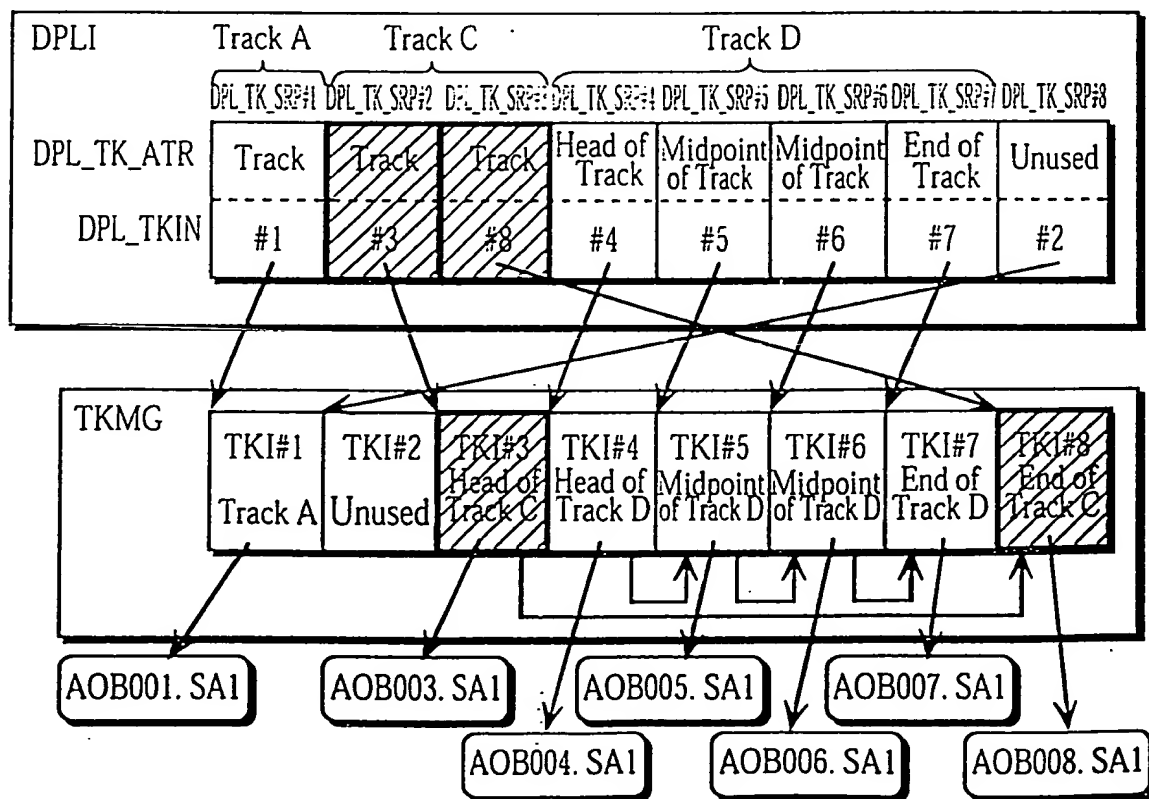 DPLI
Track A
Track C
Track D
DPL_TK_SRP#1
DPL_TK_SRP#2
DPL_TK_SRP#3
DPL_TK_SRP#4
DPL_TK_SRP#5
DPL_TK_SRP#6
DPL_TK_SRP#7
DPL_TK_SRP#8
DPL_TK_ATR
Track
Track
Track
Head of
Track
Midpoint
of Track
Midpoint
of Track
End of
Track
Unused
DPL_TKIN
#1
#3
#8
#4
#5
#6
#7
#2
TKMG
TKI#1
Track A
TKI#2
Unused
TKI#3
Head of
Track C
TKI#4
Head of
Track D
TKI#5
Midpoint
of Track D
TKI#6
Midpoint
of Track D
TKI#7
End of
Track D
TKI#8
End of
Track C
AOB001. SA1
AOB003. SA1
AOB005. SA1
AOB007. SA1
AOB004. SA1
AOB006. SA1
AOB008. SA1